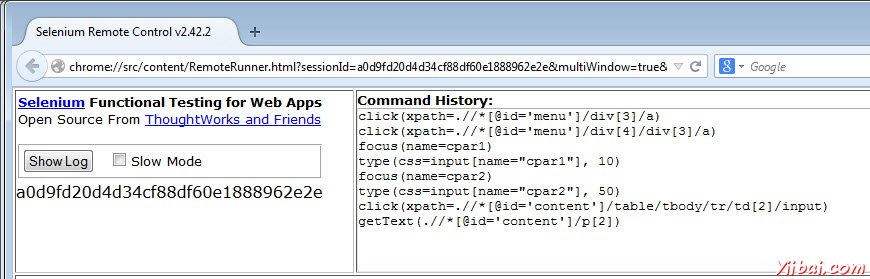 Selenium Remote Control v2.42.2
chrome://src/content/RemoteRunner.html?sessionId=a0d9fd20d4d34cf88df60e1888962e2e&multiWindow=true&
Google
Selenium Functional Testing for Web Apps
Open Source From ThoughtWorks and Friends
Show Log
Slow Mode
a0d9fd20d4d34cf88df60e1888962e2e
Command History:
click(xpath=.//*[@id='menu']/div[3]/a)
click(xpath=.//*[@id='menu']/div[4]/div[3]/a)
focus(name=cpar1)
type(css=input[name="cpar1"], 10)
focus(name=cpar2)
type(css=input[name="cpar2"], 50)
click(xpath=.//*[@id='content']/table/tbody/tr/td[2]/input)
getText(.//*[@id='content']/p[2])
Yiibai.com